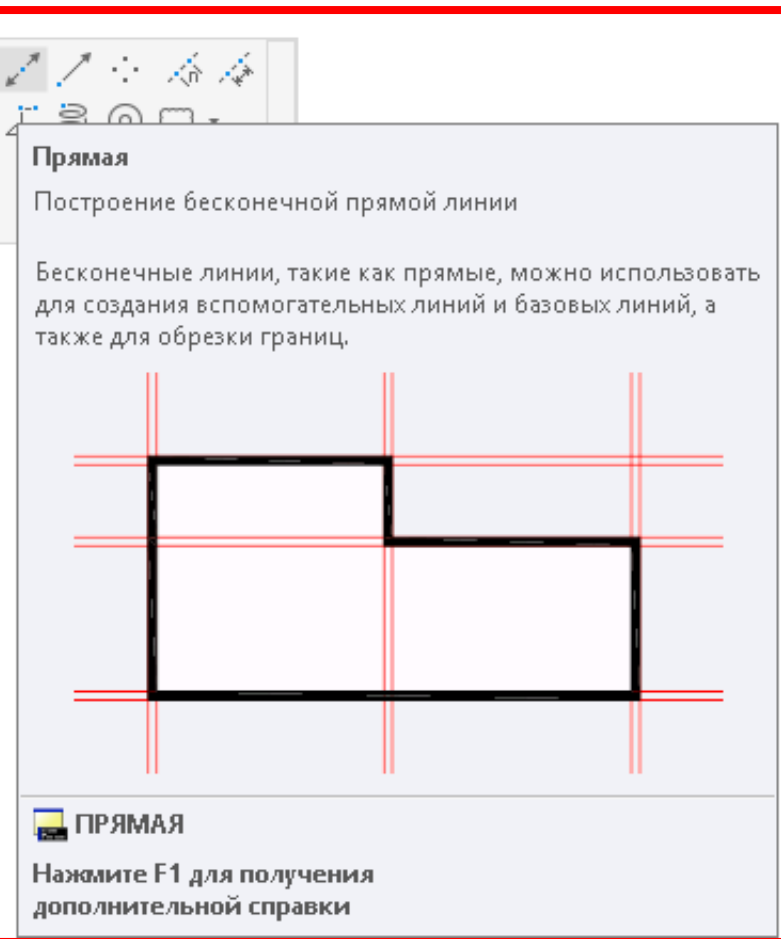 Прямая
Построение бесконечной прямой линии
Бесконечные линии, такие как прямые, можно использовать
для создания вспомогательных линий и базовых линий, а
также для обрезки границ.
ПРЯМАЯ
Нажмите F1 для получения
дополнительной справки